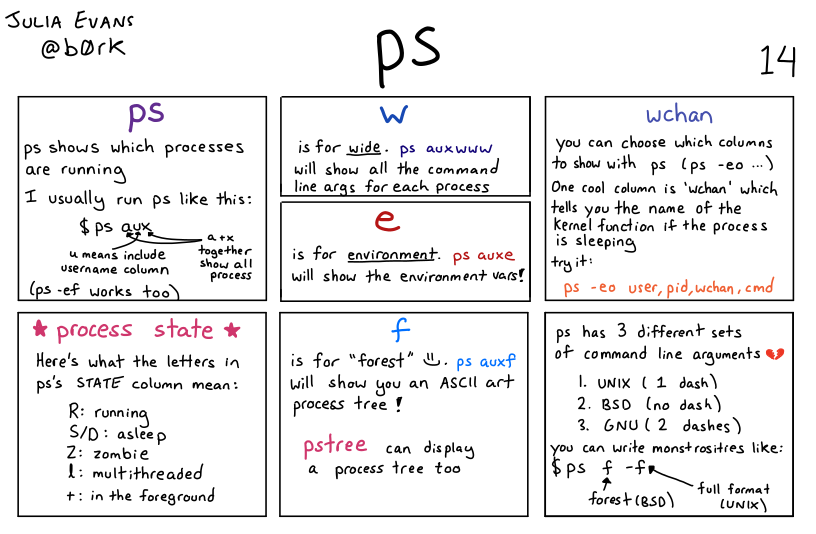 JULIA EVANS
@bØrk
ps
14
ps
ps shows which processes
are running
I usually run ps like this:
$ ps aux
u means include
username column
a+x
together
show all
process
(ps -ef works too)
w
is for wide. ps auxwww
will show all the command
line args for each process
e
is for environment. ps auxe
will show the environment vars!
wchan
you can choose which columns
to show with ps (ps -eo ...)
One cool column is 'wchan' which
tells you the name of the
Kernel function if the process
is sleeping
try it:
ps -eo user,pid,wchan,cmd
★ process state ★
Here's what the letters in
ps's STATE column mean:
R: running
S/D: asleep
Z: zombie
l: multithreaded
+: in the foreground
f
is for "forest" . ps auxf
will show you an ASCII art
process tree!
pstree can display
a process tree too
ps has 3 different sets
of command line arguments 💔
1. UNIX (1 dash)
2. BSD (no dash)
3. GNU (2 dashes)
you can write monstrosities like:
$ ps f -f
forest (BSD)
full format
(UNIX)